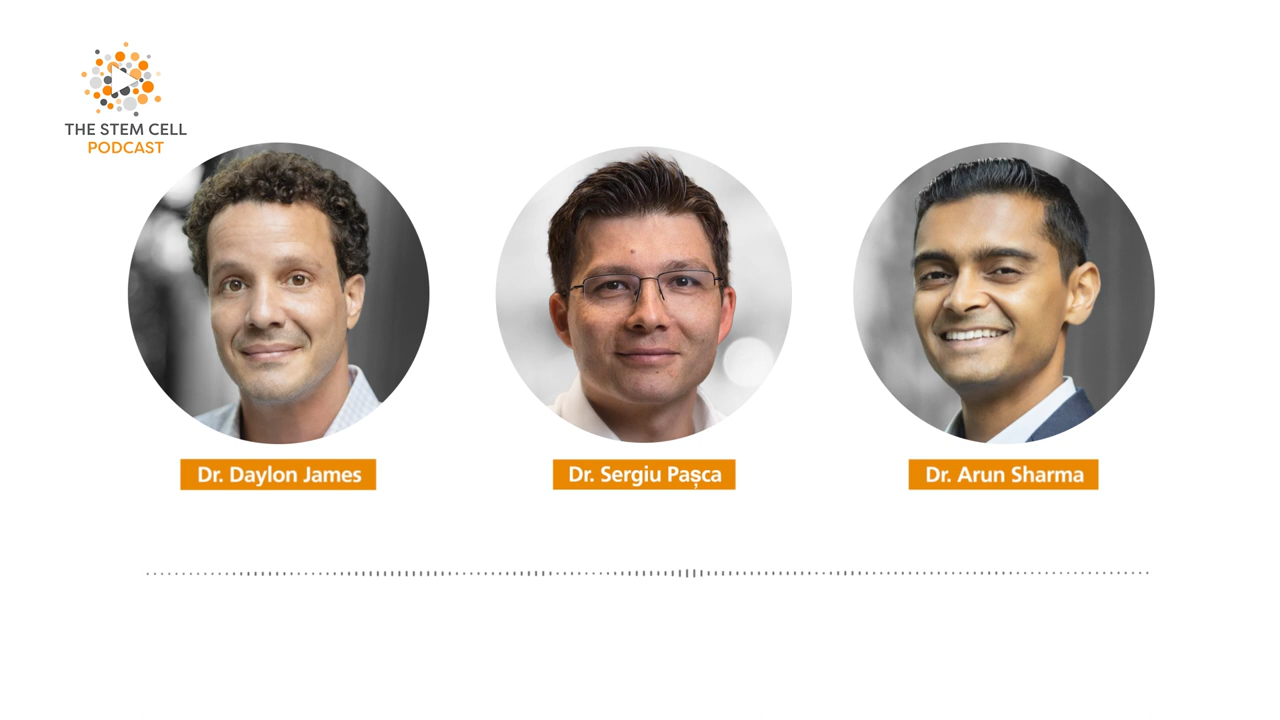 THE STEM CELL
PODCAST
Dr. Daylon James
Dr. Sergiu Pașca
Dr. Arun Sharma